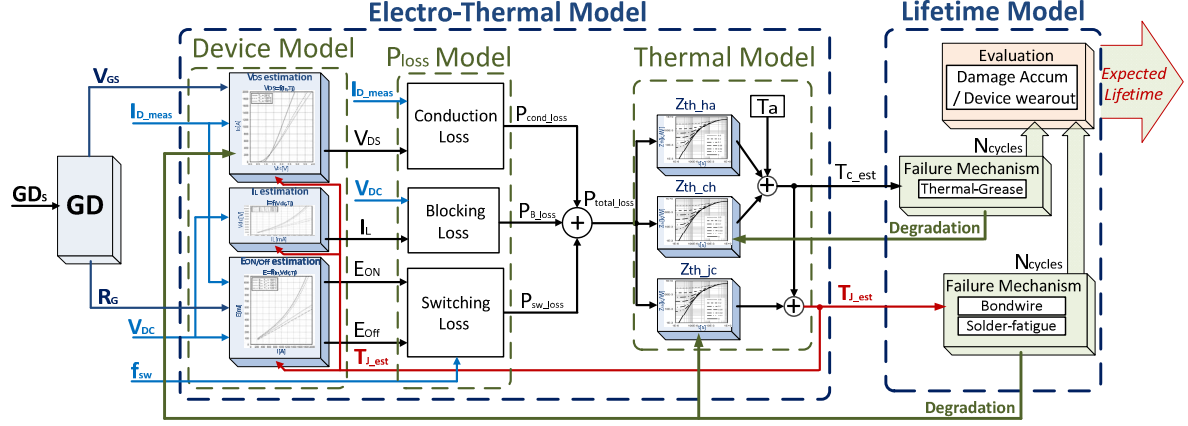 Electro-Thermal Model
Lifetime Model
Device Model
Ploss Model
Thermal Model
VGS
ID_meas
GDS
GD
RG
VDC
fsw
VDS estimation
IL estimation
EON/Off estimation
VDS
IL
EON
EOff
TJ_est
ID_meas
VDC
Conduction
Loss
Blocking
Loss
Switching
Loss
Pcond_loss
PB_loss
Psw_loss
Ptotal_loss
Zth_ha
Ta
Zth_ch
Zth_jc
TC_est
TJ_est
Evaluation
Damage Accum
/ Device wearout
Expected
Lifetime
Ncycles
Failure Mechanism
Thermal-Grease
Degradation
Ncycles
Failure Mechanism
Bondwire
Solder-fatigue
Degradation